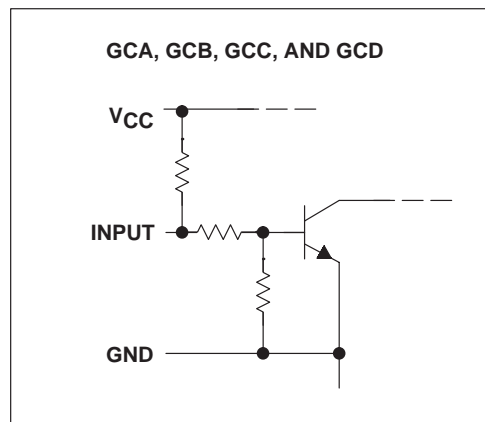 GCA, GCB, GCC, AND GCD
VCC
INPUT
GND